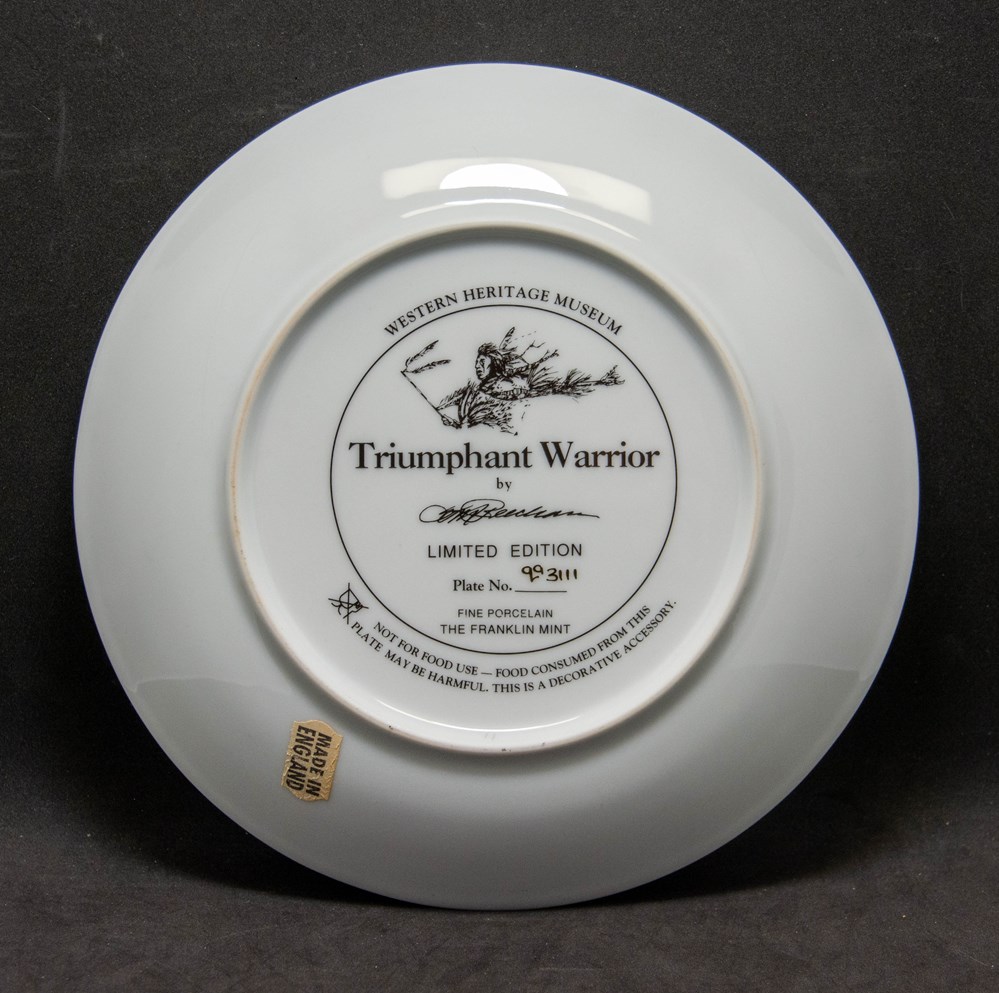 WESTERN HERITAGE MUSEUM
Triumphant Warrior
by
LIMITED EDITION
Plate No. 993111
FINE PORCELAIN
THE FRANKLIN MINT
NOT FOR FOOD USE — FOOD CONSUMED FROM THIS
PLATE MAY BE HARMFUL. THIS IS A DECORATIVE ACCESSORY.
MADE IN
ENGLAND